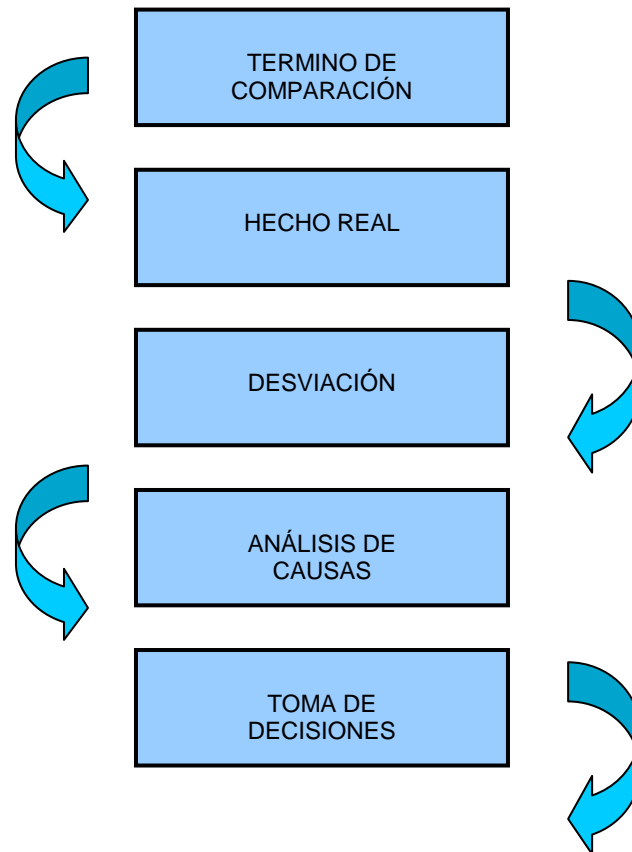 TERMINO DE
COMPARACIÓN
HECHO REAL
DESVIACIÓN
ANÁLISIS DE
CAUSAS
TOMA DE
DECISIONES